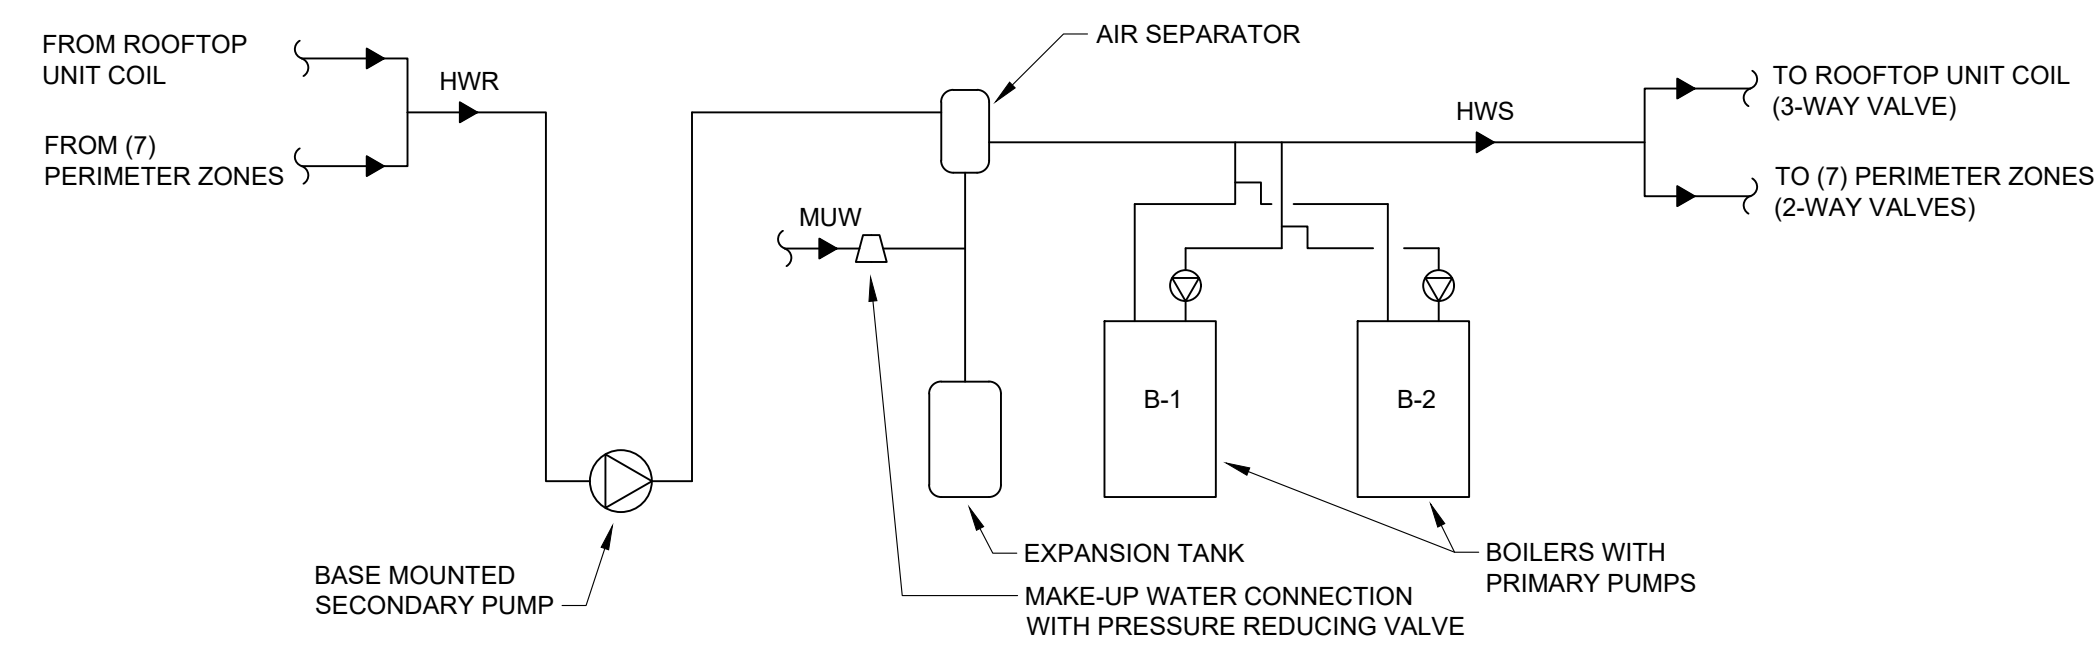 FROM ROOFTOP
UNIT COIL
HWR
FROM (7)
PERIMETER ZONES
AIR SEPARATOR
MUW
HWS
TO ROOFTOP UNIT COIL
(3-WAY VALVE)
TO (7) PERIMETER ZONES
(2-WAY VALVES)
B-1
B-2
BASE MOUNTED
SECONDARY PUMP
EXPANSION TANK
MAKE-UP WATER CONNECTION
WITH PRESSURE REDUCING VALVE
BOILERS WITH
PRIMARY PUMPS